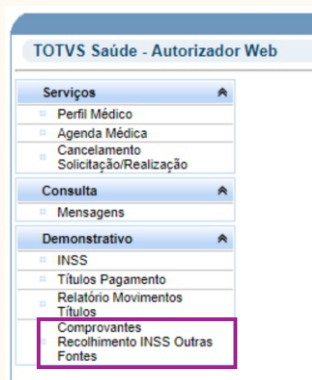 TOTVS Saúde - Autorizador Web
Serviços
Perfil Médico
Agenda Médica
Cancelamento
Solicitação/Realização
Consulta
Mensagens
Demonstrativo
INSS
Títulos Pagamento
Relatório Movimentos
Títulos
Comprovantes
Recolhimento INSS Outras
Fontes